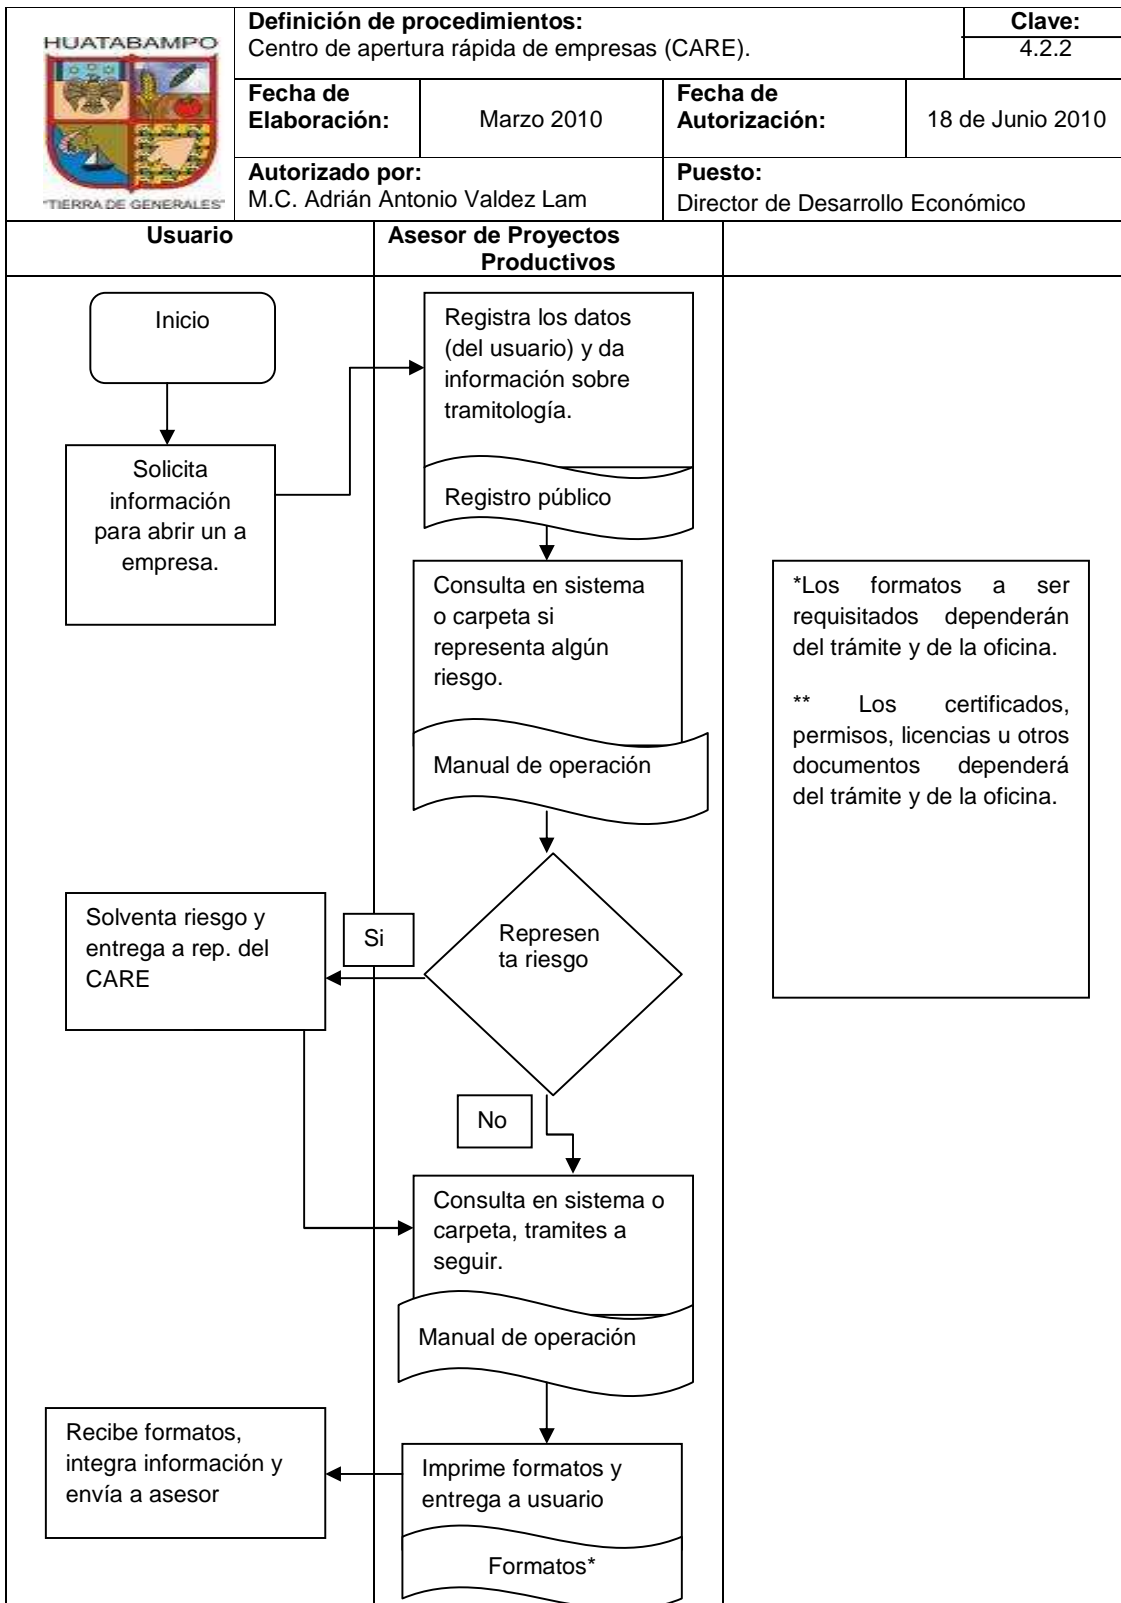 HUATABAMPO
"TIERRA DE GENERALES"
Definición de procedimientos:
Centro de apertura rápida de empresas (CARE).
Clave:
4.2.2
Fecha de
Elaboración:
Marzo 2010
Fecha de
Autorización:
18 de Junio 2010
Autorizado por:
M.C. Adrián Antonio Valdez Lam
Puesto:
Director de Desarrollo Económico
Usuario
Asesor de Proyectos
Productivos
Inicio
Solicita
información
para abrir un a
empresa.
Registra los datos
(del usuario) y da
información sobre
tramitología.
Registro público
Consulta en sistema
o carpeta si
representa algún
riesgo.
Manual de operación
*Los formatos a ser
requisitados dependerán
del trámite y de la oficina.
** Los certificados,
permisos, licencias u otros
documentos dependerá
del trámite y de la oficina.
Represen
ta riesgo
Si
Solventa riesgo y
entrega a rep. del
CARE
No
Consulta en sistema o
carpeta, tramites a
seguir.
Manual de operación
Imprime formatos y
entrega a usuario
Formatos*
Recibe formatos,
integra información y
envía a asesor